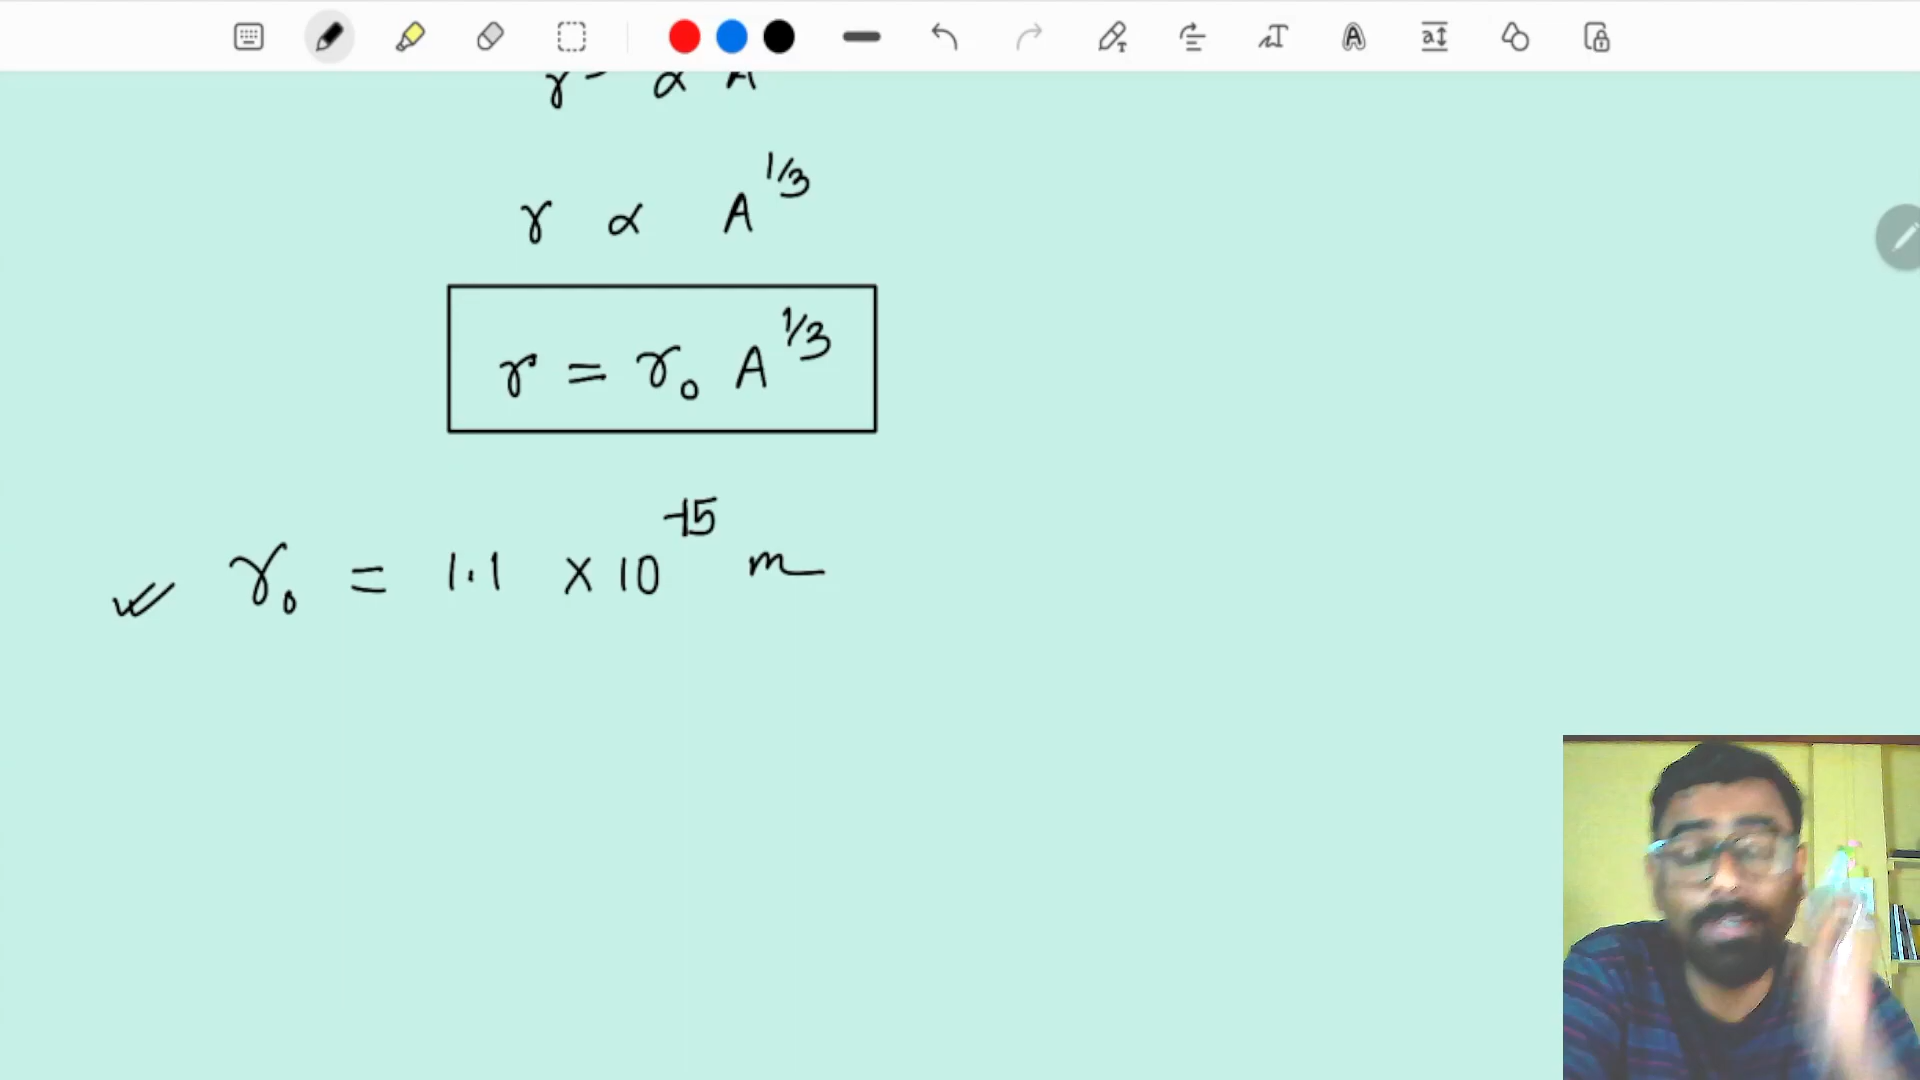 r ∝ A
r ∝ A^1/3
r = r₀ A^1/3
r₀ = 1.1 × 10^-15 m